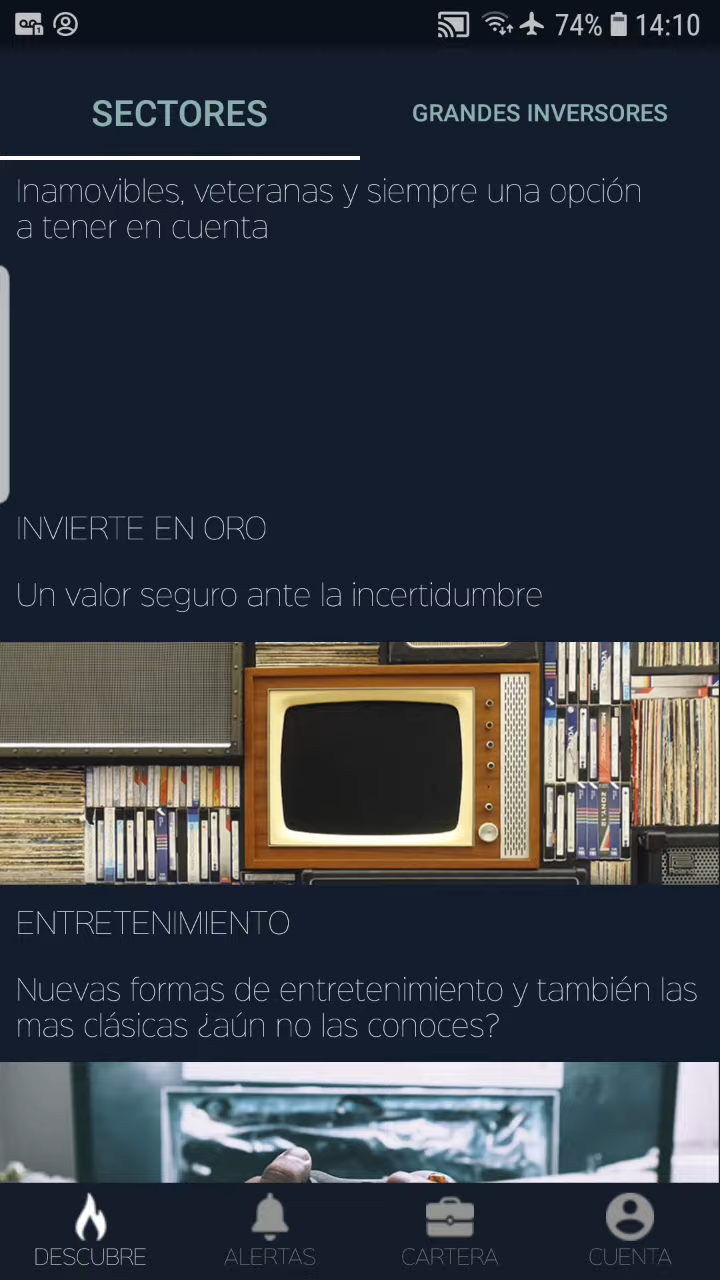 74% 14:10
SECTORES
GRANDES INVERSORES
Inamovibles, veteranas y siempre una opción
a tener en cuenta
INVIERTE EN ORO
Un valor seguro ante la incertidumbre
ENTRETENIMIENTO
Nuevas formas de entretenimiento y también las
mas clásicas ¿aún no las conoces?
DESCUBRE
ALERTAS
CARTERA
CUENTA